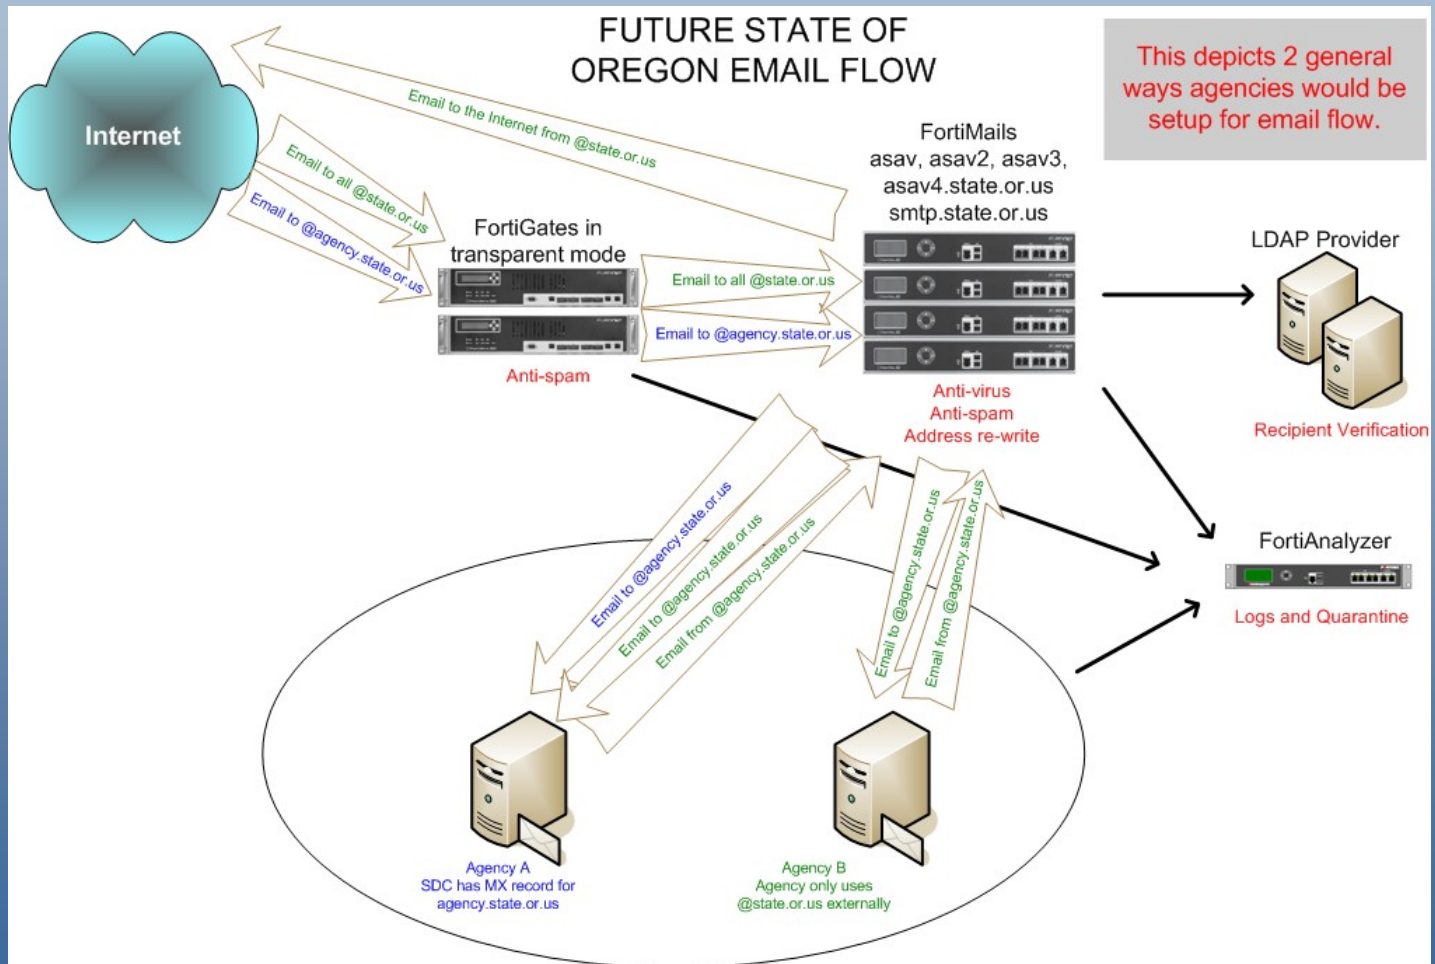 FUTURE STATE OF
OREGON EMAIL FLOW
This depicts 2 general
ways agencies would be
setup for email flow.
Internet
Email to the Internet from @state.or.us
Email to all @state.or.us
Email to @agency.state.or.us
FortiGates in
transparent mode
Anti-spam
Email to all @state.or.us
Email to @agency.state.or.us
FortiMails
asav, asav2, asav3,
asav4.state.or.us
smtp.state.or.us
Anti-virus
Anti-spam
Address re-write
LDAP Provider
Recipient Verification
FortiAnalyzer
Logs and Quarantine
Email to @agency.state.or.us
Email to @agency.state.or.us
Email from @agency.state.or.us
Email to @agency.state.or.us
Email from @agency.state.or.us
Agency A
SDC has MX record for
agency.state.or.us
Agency B
Agency only uses
@state.or.us externally